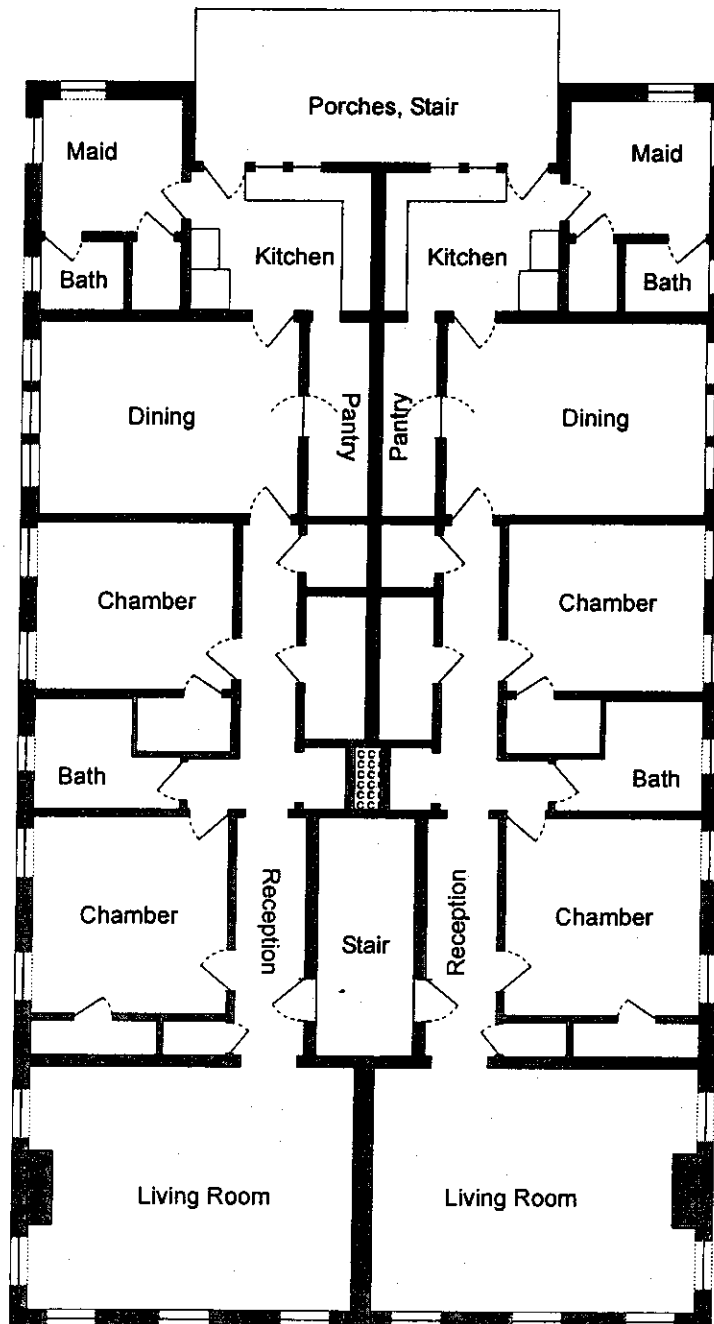 Porches, Stair
Maid
Maid
Bath
Kitchen
Kitchen
Bath
Dining
Pantry
Pantry
Dining
Chamber
Chamber
Bath
Bath
Chamber
Reception
Stair
Reception
Chamber
Living Room
Living Room